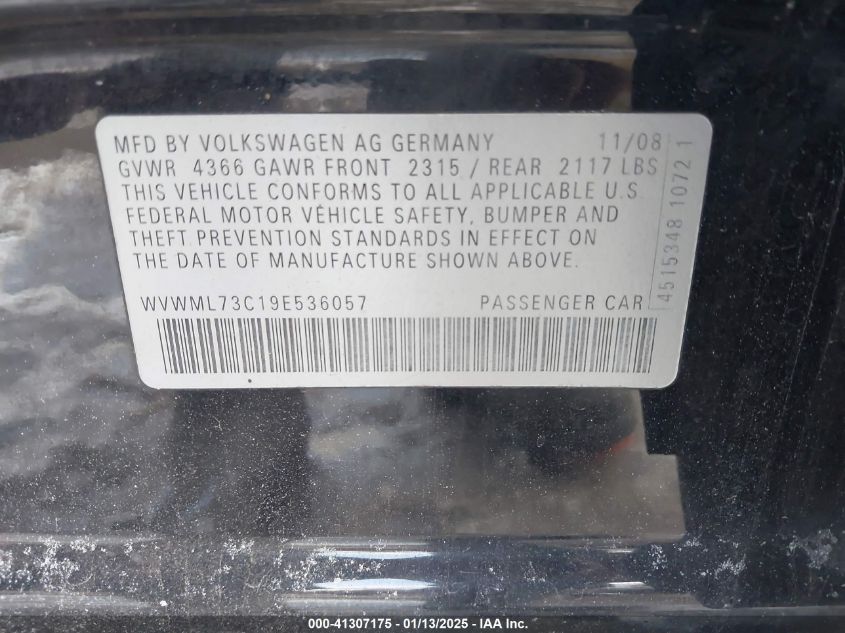 MFD BY VOLKSWAGEN AG GERMANY 11/08
GVWR 4366 GAWR FRONT 2315 / REAR 2117 LBS
THIS VEHICLE CONFORMS TO ALL APPLICABLE U.S
FEDERAL MOTOR VEHICLE SAFETY, BUMPER AND
THEFT PREVENTION STANDARDS IN EFFECT ON
THE DATE OF MANUFACTURE SHOWN ABOVE.
WVWML73C19E536057 PASSENGER CAR
4515348 1072 1
000-41307175 - 01/13/2025 - IAA Inc.